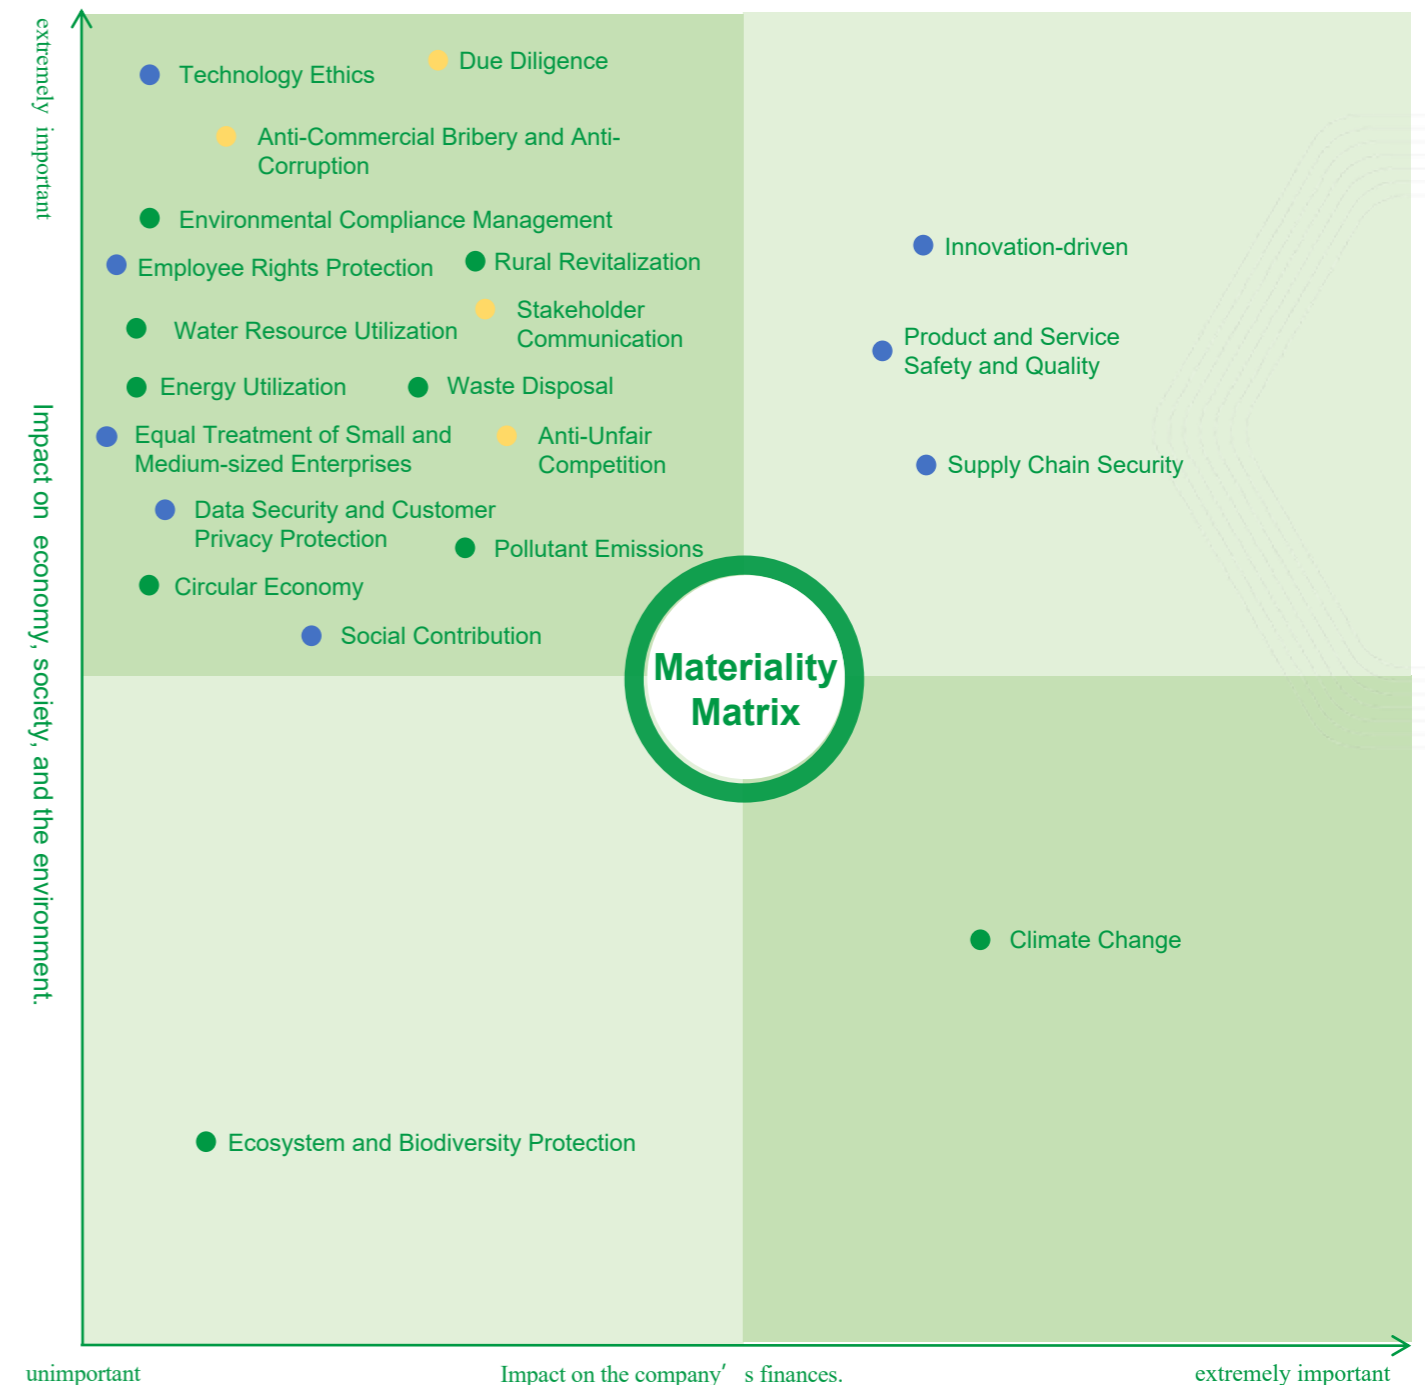 extremely important
Technology Ethics
Due Diligence
Anti-Commercial Bribery and Anti-
Corruption
Environmental Compliance Management
Employee Rights Protection
Rural Revitalization
Water Resource Utilization
Stakeholder
Communication
Energy Utilization
Waste Disposal
Equal Treatment of Small and
Medium-sized Enterprises
Anti-Unfair
Competition
Data Security and Customer
Privacy Protection
Pollutant Emissions
Circular Economy
Social Contribution
Innovation-driven
Product and Service
Safety and Quality
Supply Chain Security
Materiality
Matrix
Impact on economy, society, and the environment.
Climate Change
Ecosystem and Biodiversity Protection
unimportant
Impact on the company′ s finances.
extremely important